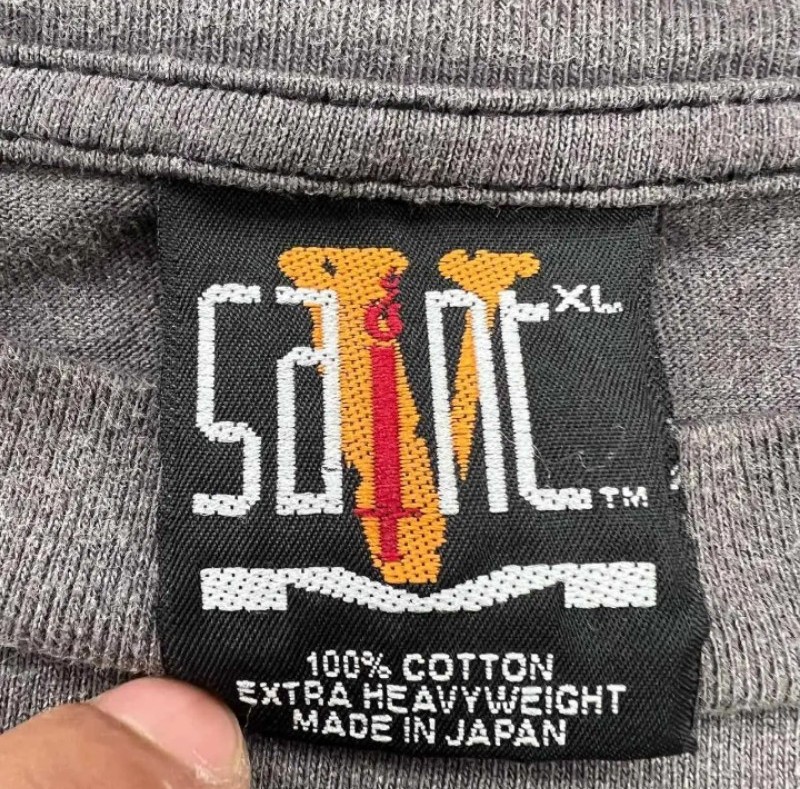 saint XL
TM
100% COTTON
EXTRA HEAVYWEIGHT
MADE IN JAPAN